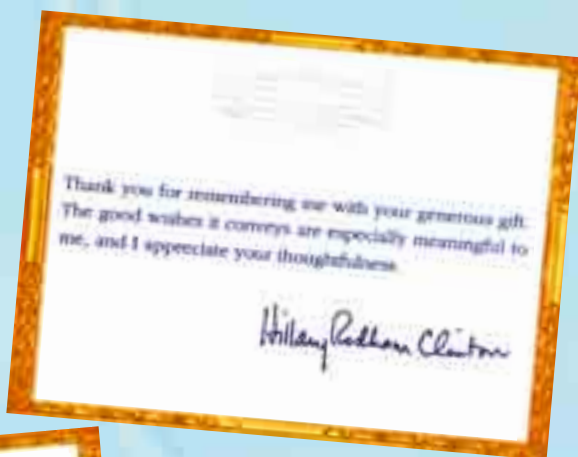 Thank you for remembering me with your generous gift.
The good wishes it conveys are especially meaningful to
me, and I appreciate your thoughtfulness.
Hillary Rodham Clinton